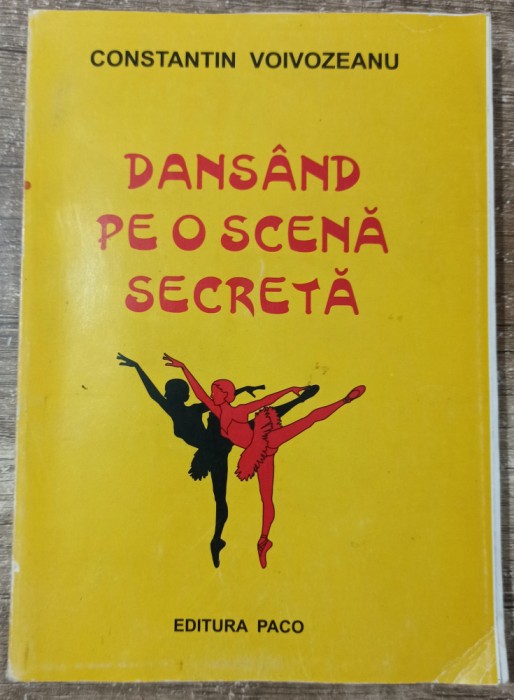 CONSTANTIN VOIVOZEANU
DANSÂND
PE O SCENĂ
SECRETĂ
EDITURA PACO